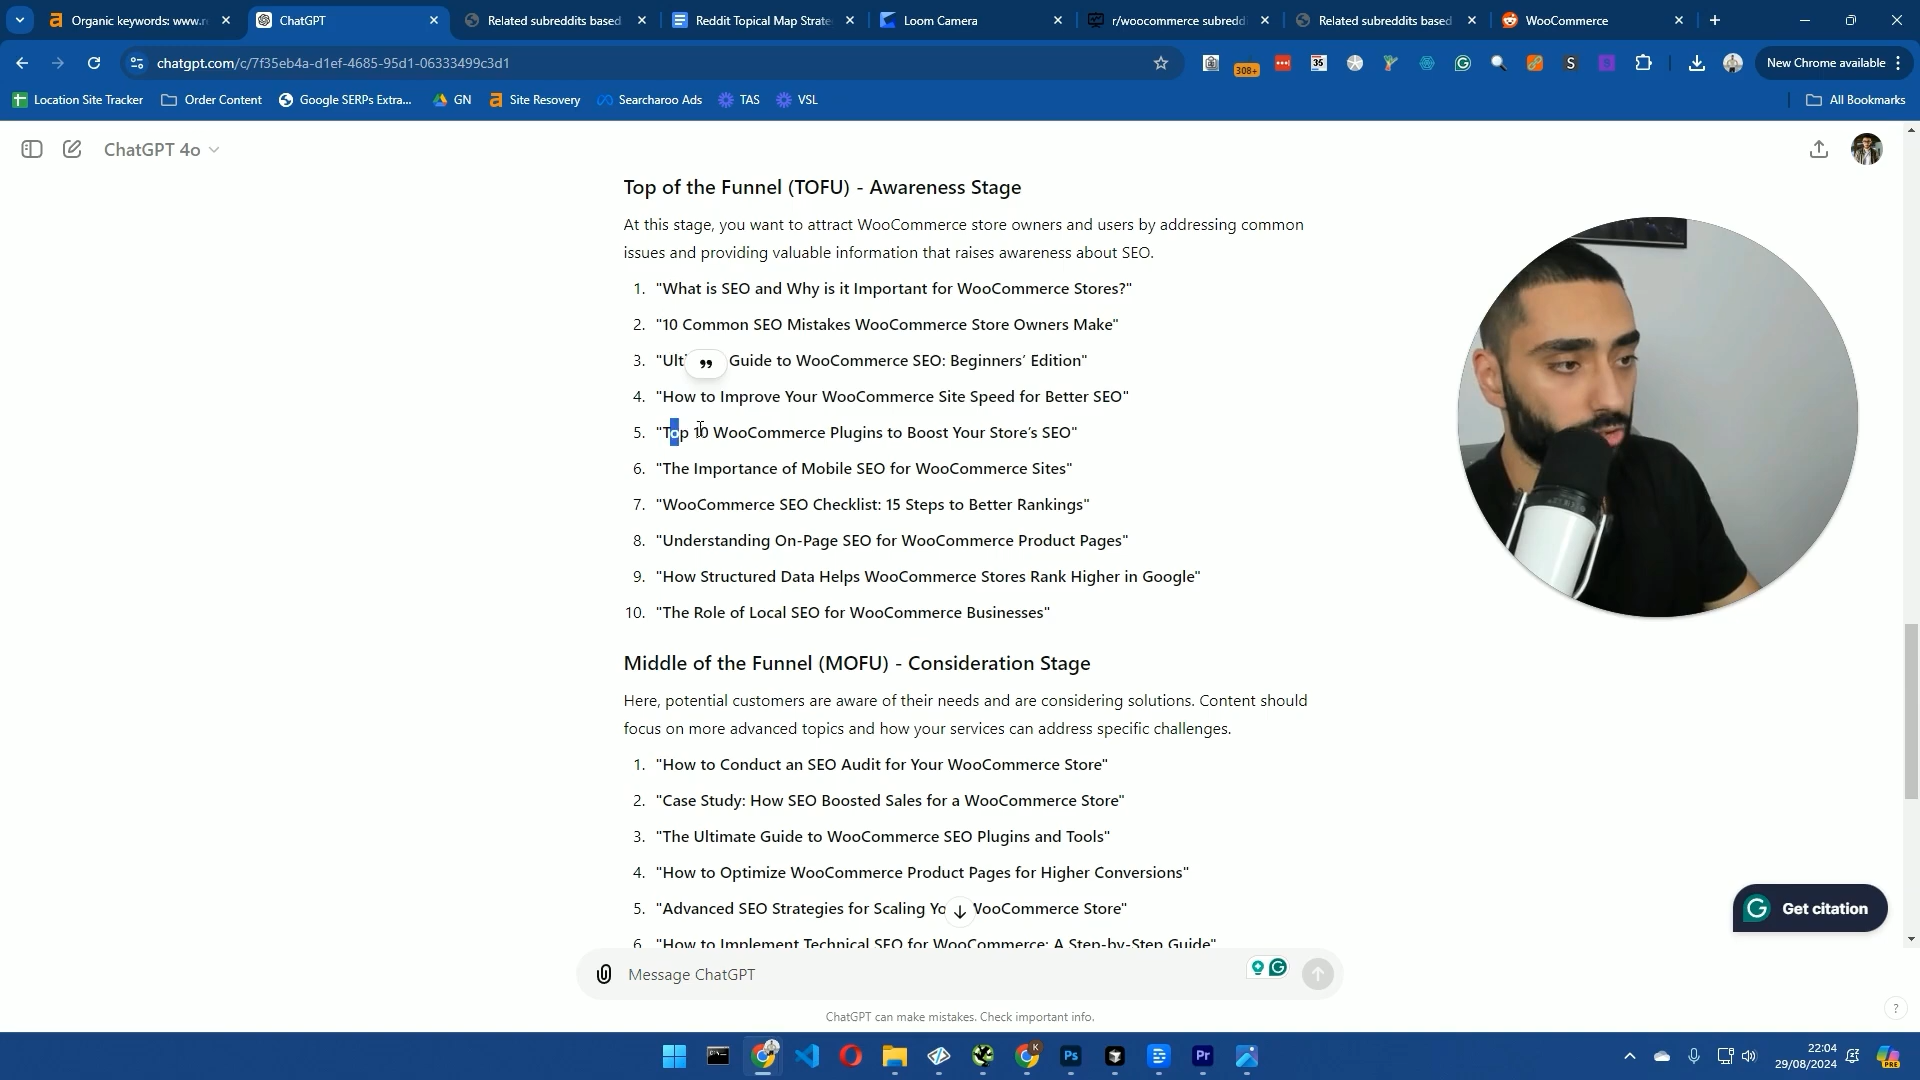 Organic keywords: www.r
ChatGPT
Related subreddits based
Reddit Topical Map Strate
Loom Camera
r/woocommerce subreddi
Related subreddits based
WooCommerce
chatgpt.com/c/7f35eb4a-d1ef-4685-95d1-06333499c3d1
308+
35
S
New Chrome available
Location Site Tracker
Order Content
Google SERPs Extra...
GN
Site Recovery
Searcharoo Ads
TAS
VSL
All Bookmarks
ChatGPT 4o
Top of the Funnel (TOFU) - Awareness Stage
At this stage, you want to attract WooCommerce store owners and users by addressing common
issues and providing valuable information that raises awareness about SEO.
1. "What is SEO and Why is it Important for WooCommerce Stores?"
2. "10 Common SEO Mistakes WooCommerce Store Owners Make"
3. "Ulti Guide to WooCommerce SEO: Beginners’ Edition"
4. "How to Improve Your WooCommerce Site Speed for Better SEO"
5. "Top 10 WooCommerce Plugins to Boost Your Store’s SEO"
6. "The Importance of Mobile SEO for WooCommerce Sites"
7. "WooCommerce SEO Checklist: 15 Steps to Better Rankings"
8. "Understanding On-Page SEO for WooCommerce Product Pages"
9. "How Structured Data Helps WooCommerce Stores Rank Higher in Google"
10. "The Role of Local SEO for WooCommerce Businesses"
Middle of the Funnel (MOFU) - Consideration Stage
Here, potential customers are aware of their needs and are considering solutions. Content should
focus on more advanced topics and how your services can address specific challenges.
1. "How to Conduct an SEO Audit for Your WooCommerce Store"
2. "Case Study: How SEO Boosted Sales for a WooCommerce Store"
3. "The Ultimate Guide to WooCommerce SEO Plugins and Tools"
4. "How to Optimize WooCommerce Product Pages for Higher Conversions"
5. "Advanced SEO Strategies for Scaling Yo WooCommerce Store"
6. "How to Implement Technical SEO for WooCommerce: A Step-by-Step Guide"
Get citation
Message ChatGPT
ChatGPT can make mistakes. Check important info.
?
K
Ps
Pr
22:04
29/08/2024
PRE